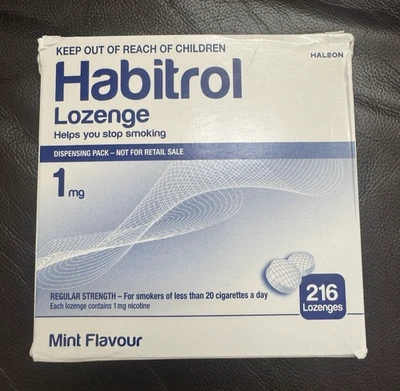 KEEP OUT OF REACH OF CHILDREN
HALEON
Habitrol
Lozenge
Helps you stop smoking
DISPENSING PACK – NOT FOR RETAIL SALE
1 mg
REGULAR STRENGTH – For smokers of less than 20 cigarettes a day
Each lozenge contains 1 mg nicotine
216
Lozenges
Mint Flavour